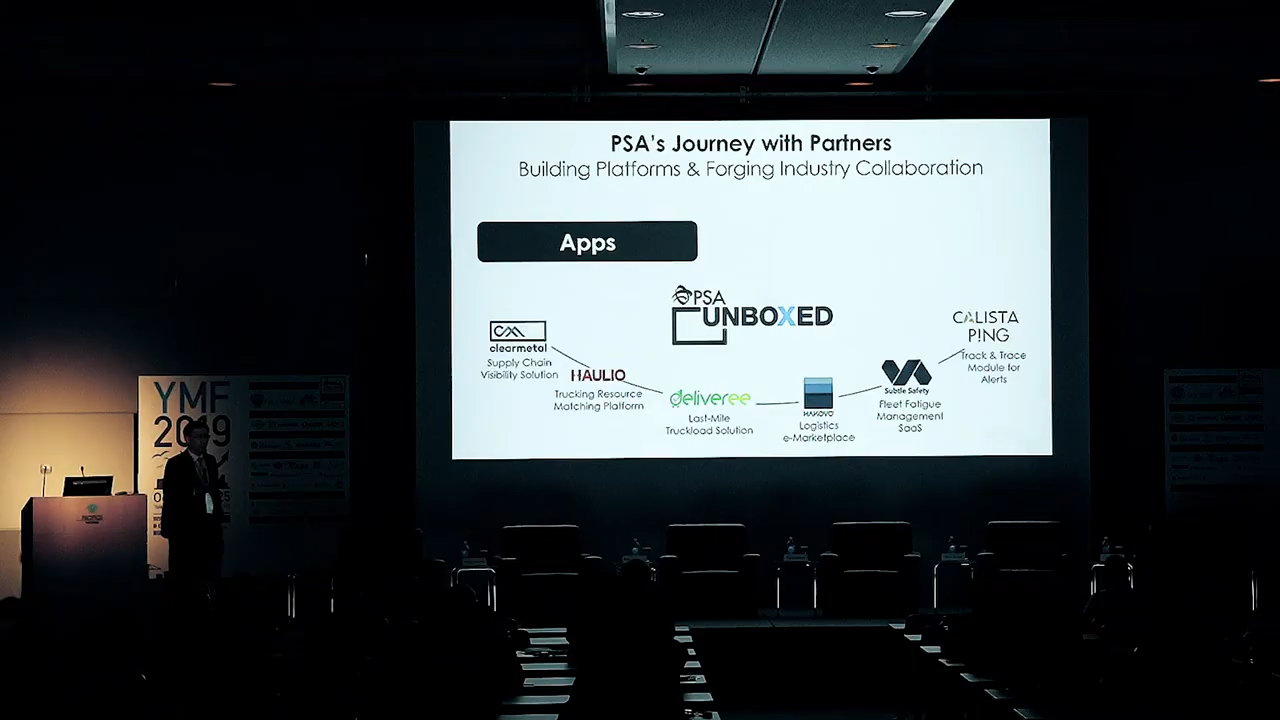 PSA's Journey with Partners
Building Platforms & Forging Industry Collaboration
Apps
PSA
UNBOXED
clearmetal
Supply Chain
Visibility Solution
HAULIO
Trucking Resource
Matching Platform
deliveree
Last-Mile
Truckload Solution
HAKOVO
Logistics
e-Marketplace
Subtle Safety
Fleet Fatigue
Management
SaaS
CALISTA
PING
Track & Trace
Module for
Alerts
YMF